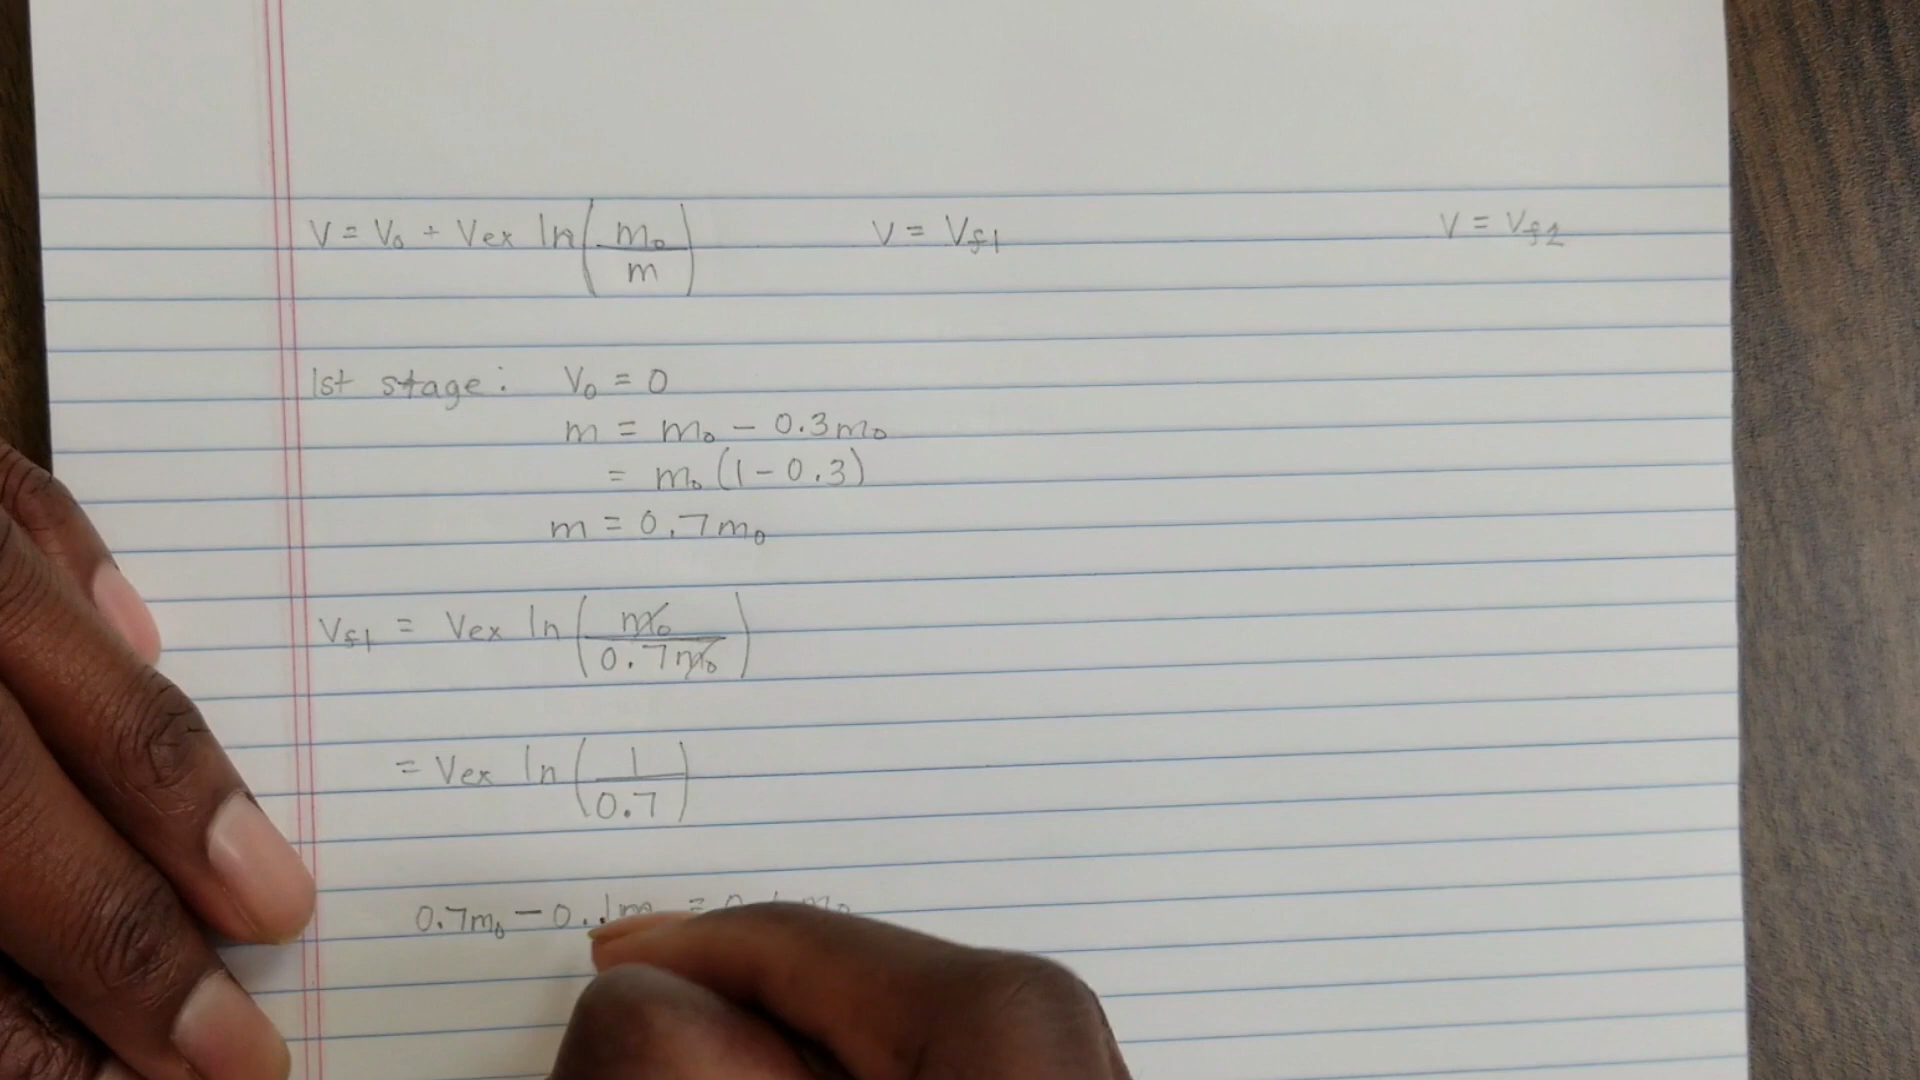 V = V₀ + Vex ln(m₀/m) V = Vf1 V = Vf2
1st stage: V₀ = 0
m = m₀ - 0.3m₀
= m₀(1-0.3)
m = 0.7m₀
Vf1 = Vex ln(m₀/0.7m₀)
= Vex ln(1/0.7)
0.7m₀ - 0.1m =